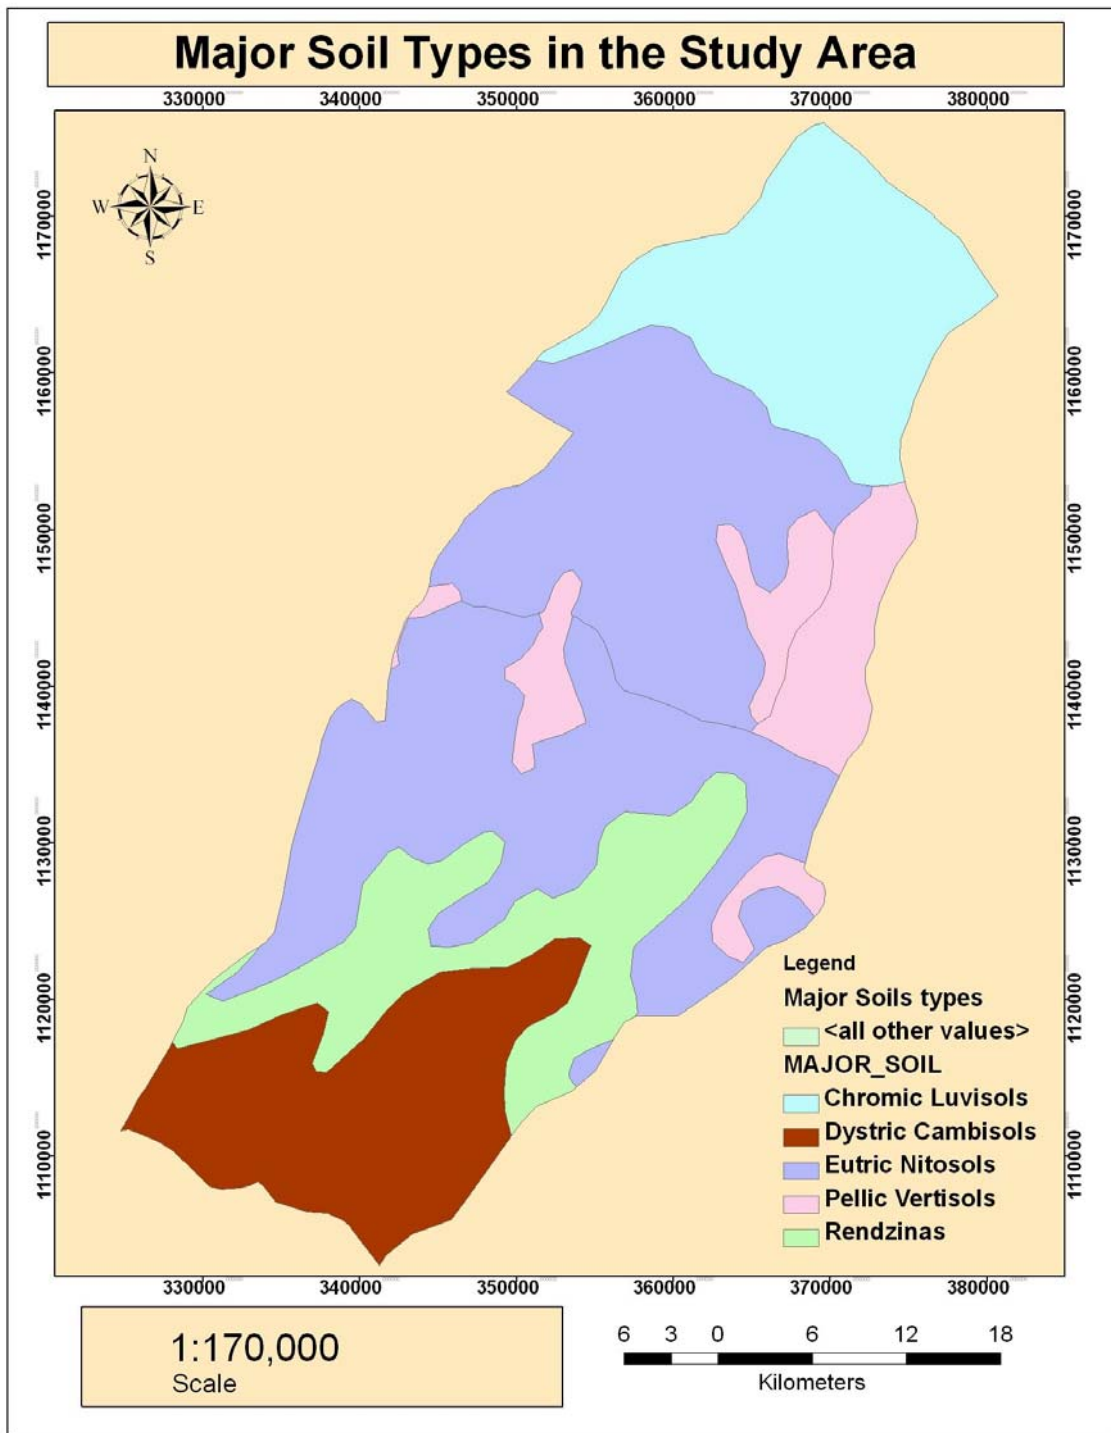 Major Soil Types in the Study Area
330000 340000 350000 360000 370000 380000
N
W E
S
1170000 1170000
1160000 1160000
1150000 1150000
1140000 1140000
1130000 1130000
1120000 1120000
1110000 1110000
Legend
Major Soils types
<all other values>
MAJOR_SOIL
Chromic Luvisols
Dystric Cambisols
Eutric Nitosols
Pellic Vertisols
Rendzinas
330000 340000 350000 360000 370000 380000
1:170,000
Scale
6 3 0 6 12 18
Kilometers